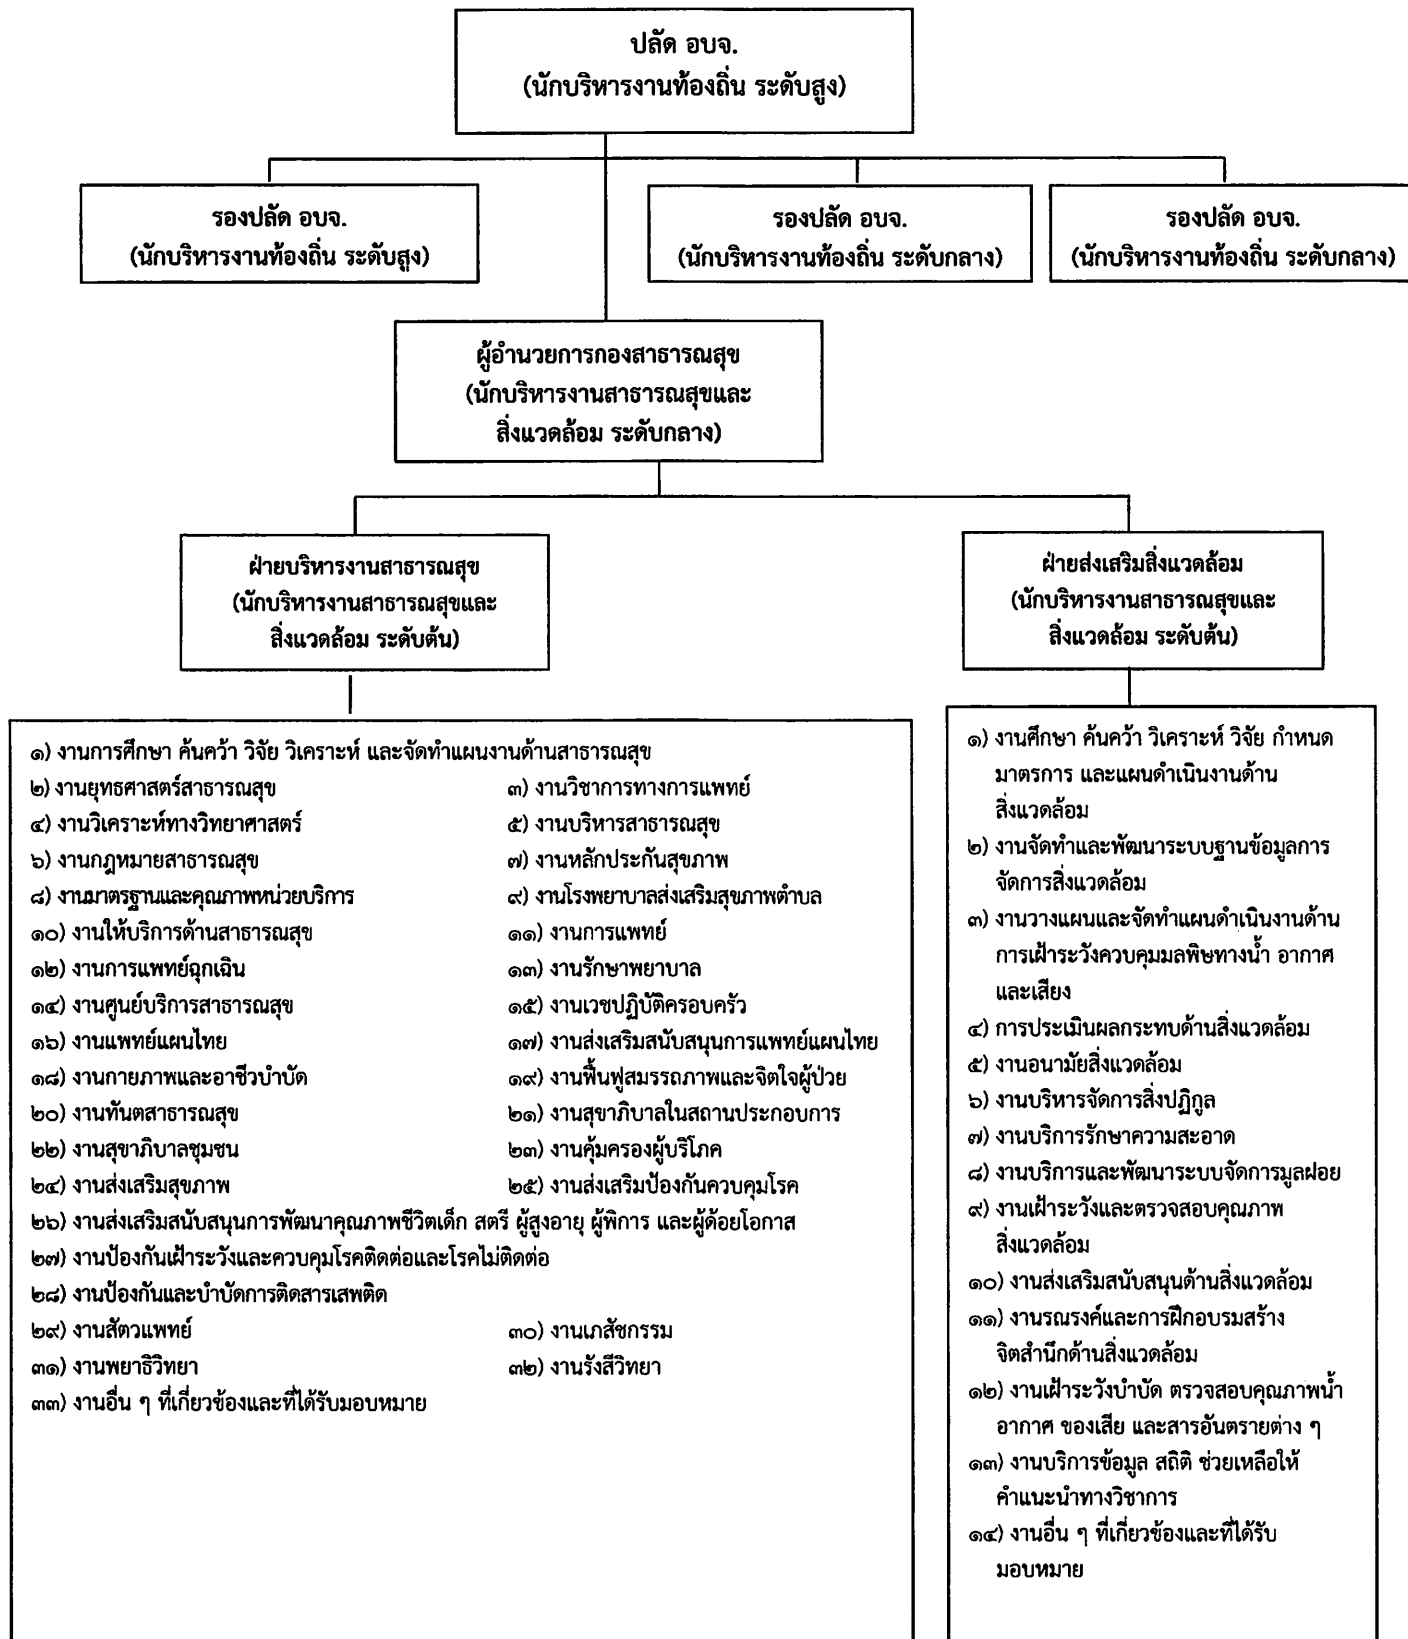 ปลัด อบจ.
(นักบริหารงานท้องถิ่น ระดับสูง)
รองปลัด อบจ.
(นักบริหารงานท้องถิ่น ระดับสูง)
รองปลัด อบจ.
(นักบริหารงานท้องถิ่น ระดับกลาง)
รองปลัด อบจ.
(นักบริหารงานท้องถิ่น ระดับกลาง)
ผู้อำนวยการกองสาธารณสุข
(นักบริหารงานสาธารณสุขและ
สิ่งแวดล้อม ระดับกลาง)
ฝ่ายบริหารงานสาธารณสุข
(นักบริหารงานสาธารณสุขและ
สิ่งแวดล้อม ระดับต้น)
ฝ่ายส่งเสริมสิ่งแวดล้อม
(นักบริหารงานสาธารณสุขและ
สิ่งแวดล้อม ระดับต้น)
๑) งานการศึกษา ค้นคว้า วิจัย วิเคราะห์ และจัดทำแผนงานด้านสาธารณสุข
๒) งานยุทธศาสตร์สาธารณสุข ๓) งานวิชาการทางการแพทย์
๔) งานวิเคราะห์ทางวิทยาศาสตร์ ๕) งานบริหารสาธารณสุข
๖) งานกฎหมายสาธารณสุข ๗) งานหลักประกันสุขภาพ
๘) งานมาตรฐานและคุณภาพหน่วยบริการ ๙) งานโรงพยาบาลส่งเสริมสุขภาพตำบล
๑๐) งานให้บริการด้านสาธารณสุข ๑๑) งานการแพทย์
๑๒) งานการแพทย์ฉุกเฉิน ๑๓) งานรักษาพยาบาล
๑๔) งานศูนย์บริการสาธารณสุข ๑๕) งานเวชปฏิบัติครอบครัว
๑๖) งานแพทย์แผนไทย ๑๗) งานส่งเสริมสนับสนุนการแพทย์แผนไทย
๑๘) งานกายภาพและอาชีวบำบัด ๑๙) งานฟื้นฟูสมรรถภาพและจิตใจผู้ป่วย
๒๐) งานทันตสาธารณสุข ๒๑) งานสุขาภิบาลในสถานประกอบการ
๒๒) งานสุขาภิบาลชุมชน ๒๓) งานคุ้มครองผู้บริโภค
๒๔) งานส่งเสริมสุขภาพ ๒๕) งานส่งเสริมป้องกันควบคุมโรค
๒๖) งานส่งเสริมสนับสนุนการพัฒนาคุณภาพชีวิตเด็ก สตรี ผู้สูงอายุ ผู้พิการ และผู้ด้อยโอกาส
๒๗) งานป้องกันเฝ้าระวังและควบคุมโรคติดต่อและโรคไม่ติดต่อ
๒๘) งานป้องกันและบำบัดการติดสารเสพติด
๒๙) งานสัตวแพทย์ ๓๐) งานเภสัชกรรม
๓๑) งานพยาธิวิทยา ๓๒) งานรังสีวิทยา
๓๓) งานอื่น ๆ ที่เกี่ยวข้องและที่ได้รับมอบหมาย
๑) งานศึกษา ค้นคว้า วิเคราะห์ วิจัย กำหนด
มาตรการ และแผนดำเนินงานด้าน
สิ่งแวดล้อม
๒) งานจัดทำและพัฒนาระบบฐานข้อมูลการ
จัดการสิ่งแวดล้อม
๓) งานวางแผนและจัดทำแผนดำเนินงานด้าน
การเฝ้าระวังควบคุมมลพิษทางน้ำ อากาศ
และเสียง
๔) การประเมินผลกระทบด้านสิ่งแวดล้อม
๕) งานอนามัยสิ่งแวดล้อม
๖) งานบริหารจัดการสิ่งปฏิกูล
๗) งานบริการรักษาความสะอาด
๘) งานบริการและพัฒนาระบบจัดการมูลฝอย
๙) งานเฝ้าระวังและตรวจสอบคุณภาพ
สิ่งแวดล้อม
๑๐) งานส่งเสริมสนับสนุนด้านสิ่งแวดล้อม
๑๑) งานรณรงค์และการฝึกอบรมสร้าง
จิตสำนึกด้านสิ่งแวดล้อม
๑๒) งานเฝ้าระวังบำบัด ตรวจสอบคุณภาพน้ำ
อากาศ ของเสีย และสารอันตรายต่าง ๆ
๑๓) งานบริการข้อมูล สถิติ ช่วยเหลือให้
คำแนะนำทางวิชาการ
๑๔) งานอื่น ๆ ที่เกี่ยวข้องและที่ได้รับ
มอบหมาย